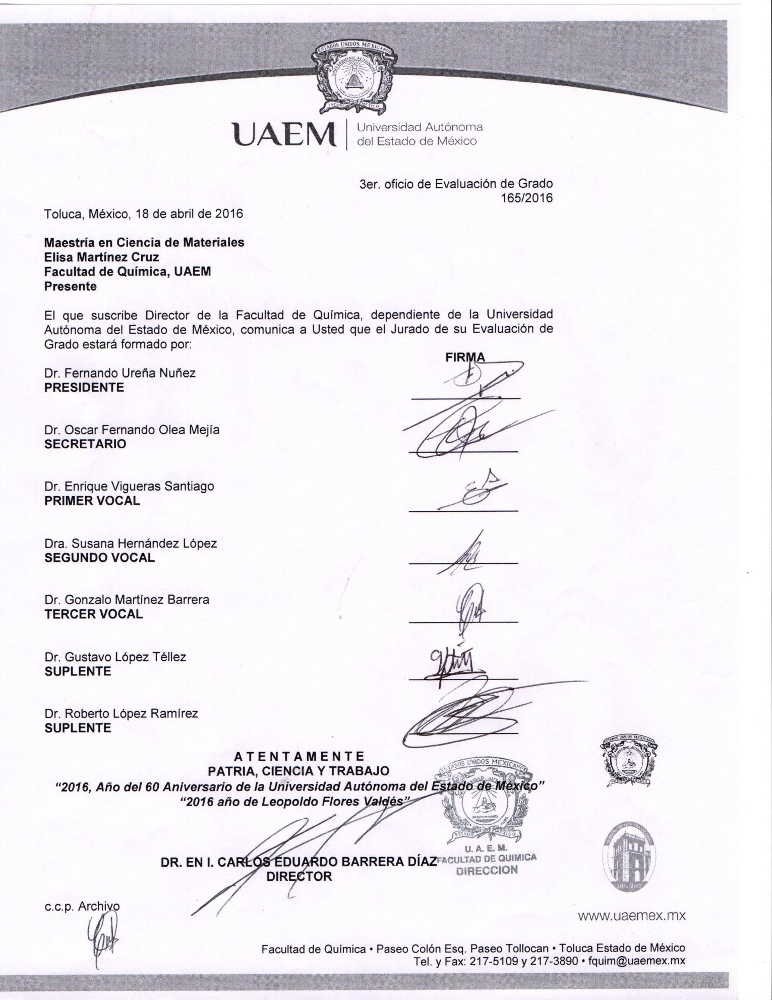 ESTADOS UNIDOS MEXICANOS
UNIVERSIDAD AUTONOMA
ESTADO MEXICO
UAEM
Universidad Autónoma
del Estado de México
3er. oficio de Evaluación de Grado
165/2016
Toluca, México, 18 de abril de 2016
Maestría en Ciencia de Materiales
Elisa Martínez Cruz
Facultad de Química, UAEM
Presente
El que suscribe Director de la Facultad de Química, dependiente de la Universidad
Autónoma del Estado de México, comunica a Usted que el Jurado de su Evaluación de
Grado estará formado por:
FIRMA
Dr. Fernando Ureña Nuñez
PRESIDENTE
Dr. Oscar Fernando Olea Mejía
SECRETARIO
Dr. Enrique Vigueras Santiago
PRIMER VOCAL
Dra. Susana Hernández López
SEGUNDO VOCAL
Dr. Gonzalo Martínez Barrera
TERCER VOCAL
Dr. Gustavo López Téllez
SUPLENTE
Dr. Roberto López Ramírez
SUPLENTE
ATENTAMENTE
PATRIA, CIENCIA Y TRABAJO
“2016, Año del 60 Aniversario de la Universidad Autónoma del Estado de México”
“2016 año de Leopoldo Flores Valdés”
ESTADOS UNIDOS MEXICANOS
ESTADO MEXICO
U. A. E. M.
FACULTAD DE QUIMICA
DIRECCION
ESTADOS UNIDOS MEXICANOS
DR. EN I. CARLOS EDUARDO BARRERA DÍAZ
DIRECTOR
2013-2017
c.c.p. Archivo
www.uaemex.mx
Facultad de Química • Paseo Colón Esq. Paseo Tollocan • Toluca Estado de México
Tel. y Fax: 217-5109 y 217-3890 • fquim@uaemex.mx